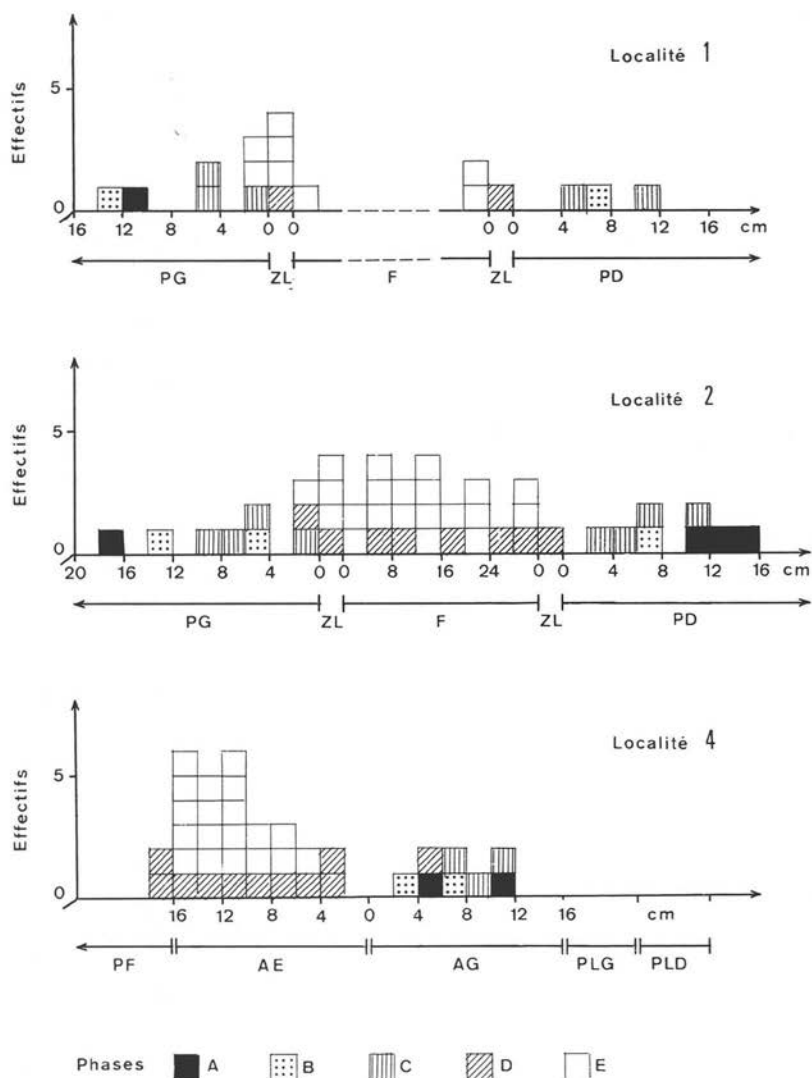 Localité 1
Effectifs
5
0
16 12 8 4 0 0 0 0 4 8 12 16 cm
PG ZL F ZL PD
Localité 2
Effectifs
5
0
20 16 12 8 4 0 0 8 16 24 0 0 4 8 12 16 cm
PG ZL F ZL PD
Localité 4
Effectifs
5
0
16 12 8 4 0 4 8 12 16 cm
PF AE AG PLG PLD
Phases A B C D E